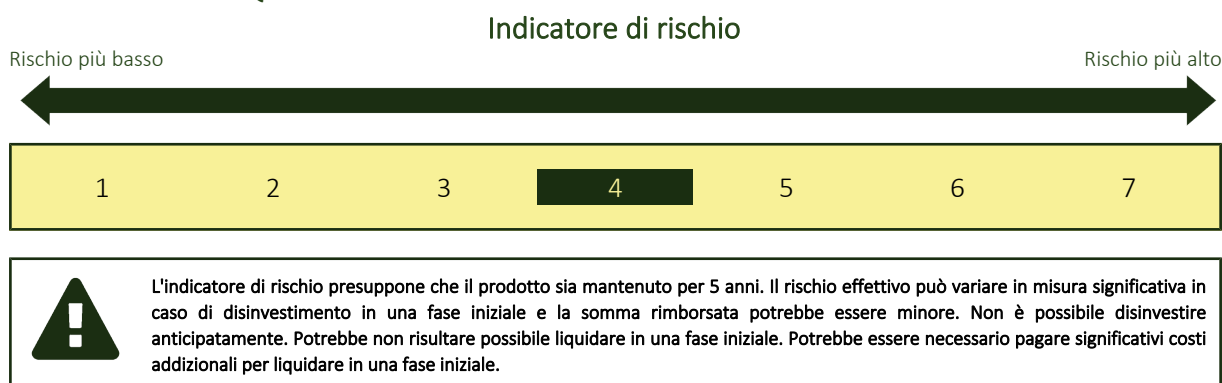 Indicatore di rischio
Rischio più basso
Rischio più alto
1 2 3 4 5 6 7
L'indicatore di rischio presuppone che il prodotto sia mantenuto per 5 anni. Il rischio effettivo può variare in misura significativa in
caso di disinvestimento in una fase iniziale e la somma rimborsata potrebbe essere minore. Non è possibile disinvestire
anticipatamente. Potrebbe non risultare possibile liquidare in una fase iniziale. Potrebbe essere necessario pagare significativi costi
addizionali per liquidare in una fase iniziale.